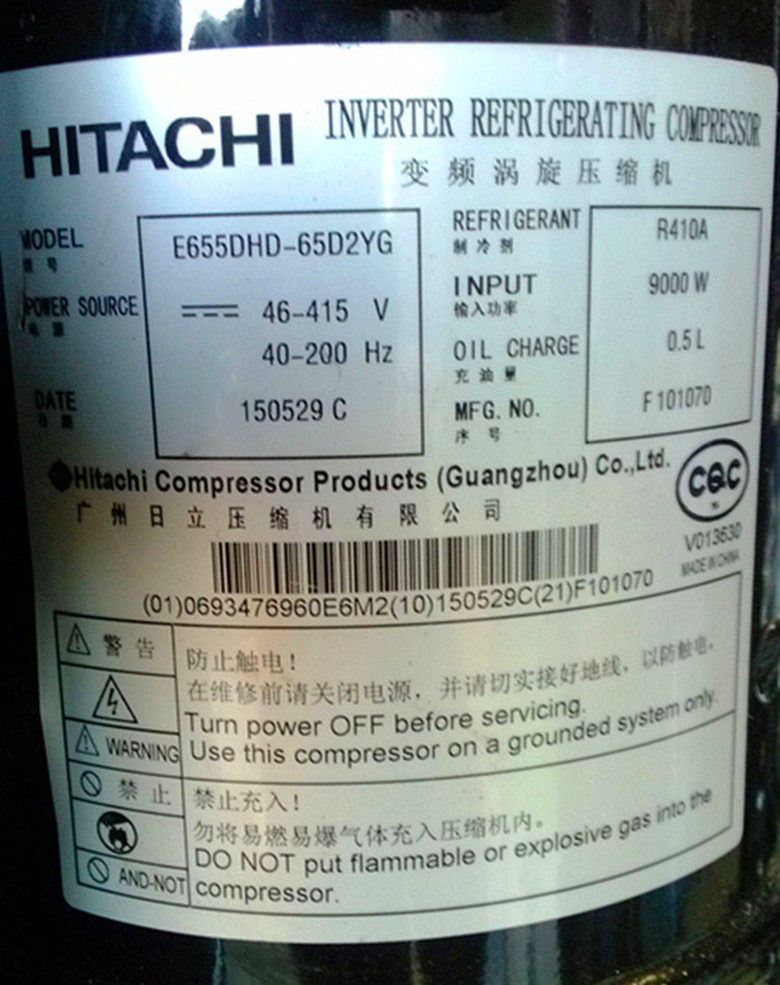 HITACHI
INVERTER REFRIGERATING COMPRESSOR
变频涡旋压缩机
MODEL
型号
E655DHD-65D2YG
POWER SOURCE
电源
46-415 V
40-200 Hz
DATE
日期
150529 C
REFRIGERANT
制冷剂
R410A
INPUT
输入功率
9000 W
OIL CHARGE
充油量
0.5 L
MFG. NO.
序号
F 101070
Hitachi Compressor Products (Guangzhou) Co.,Ltd.
广州日立压缩机有限公司
CQC
V013630
MADE IN CHINA
(01)0693476960E6M2(10)150529C(21)F101070
警告
WARNING
防止触电!
在维修前请关闭电源，并请切实接好地线，以防触电。
Turn power OFF before servicing.
Use this compressor on a grounded system only.
禁止
AND-NOT
禁止充入!
勿将易燃易爆气体充入压缩机内。
DO NOT put flammable or explosive gas into the
compressor.